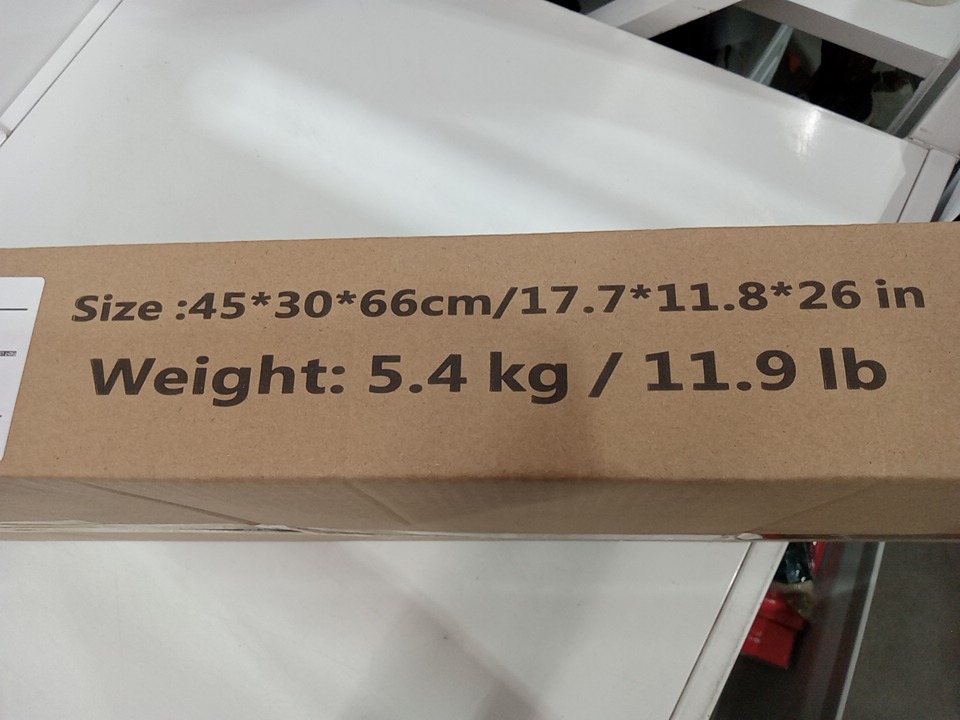 Size :45*30*66cm/17.7*11.8*26 in
Weight: 5.4 kg / 11.9 lb